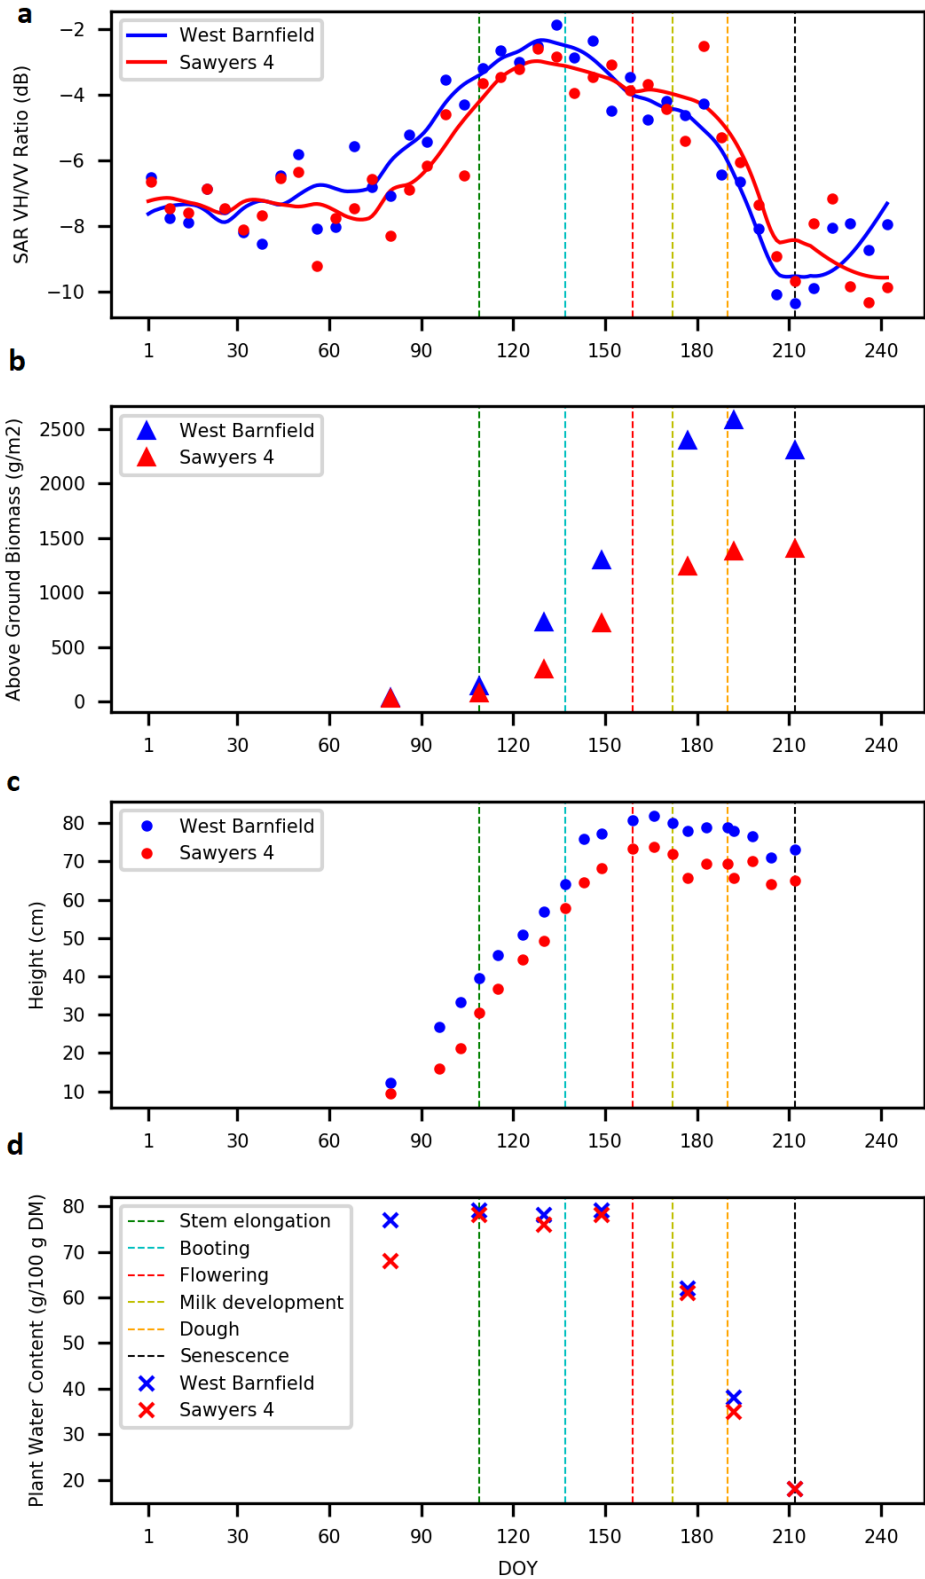 a
SAR VH/VV Ratio (dB)
−2
−4
−6
−8
−10
West Barnfield
Sawyers 4
1 30 60 90 120 150 180 210 240
b
Above Ground Biomass (g/m2)
2500
2000
1500
1000
500
0
West Barnfield
Sawyers 4
1 30 60 90 120 150 180 210 240
c
Height (cm)
80
70
60
50
40
30
20
10
West Barnfield
Sawyers 4
1 30 60 90 120 150 180 210 240
d
Plant Water Content (g/100 g DM)
80
70
60
50
40
30
20
Stem elongation
Booting
Flowering
Milk development
Dough
Senescence
West Barnfield
Sawyers 4
1 30 60 90 120 150 180 210 240
DOY